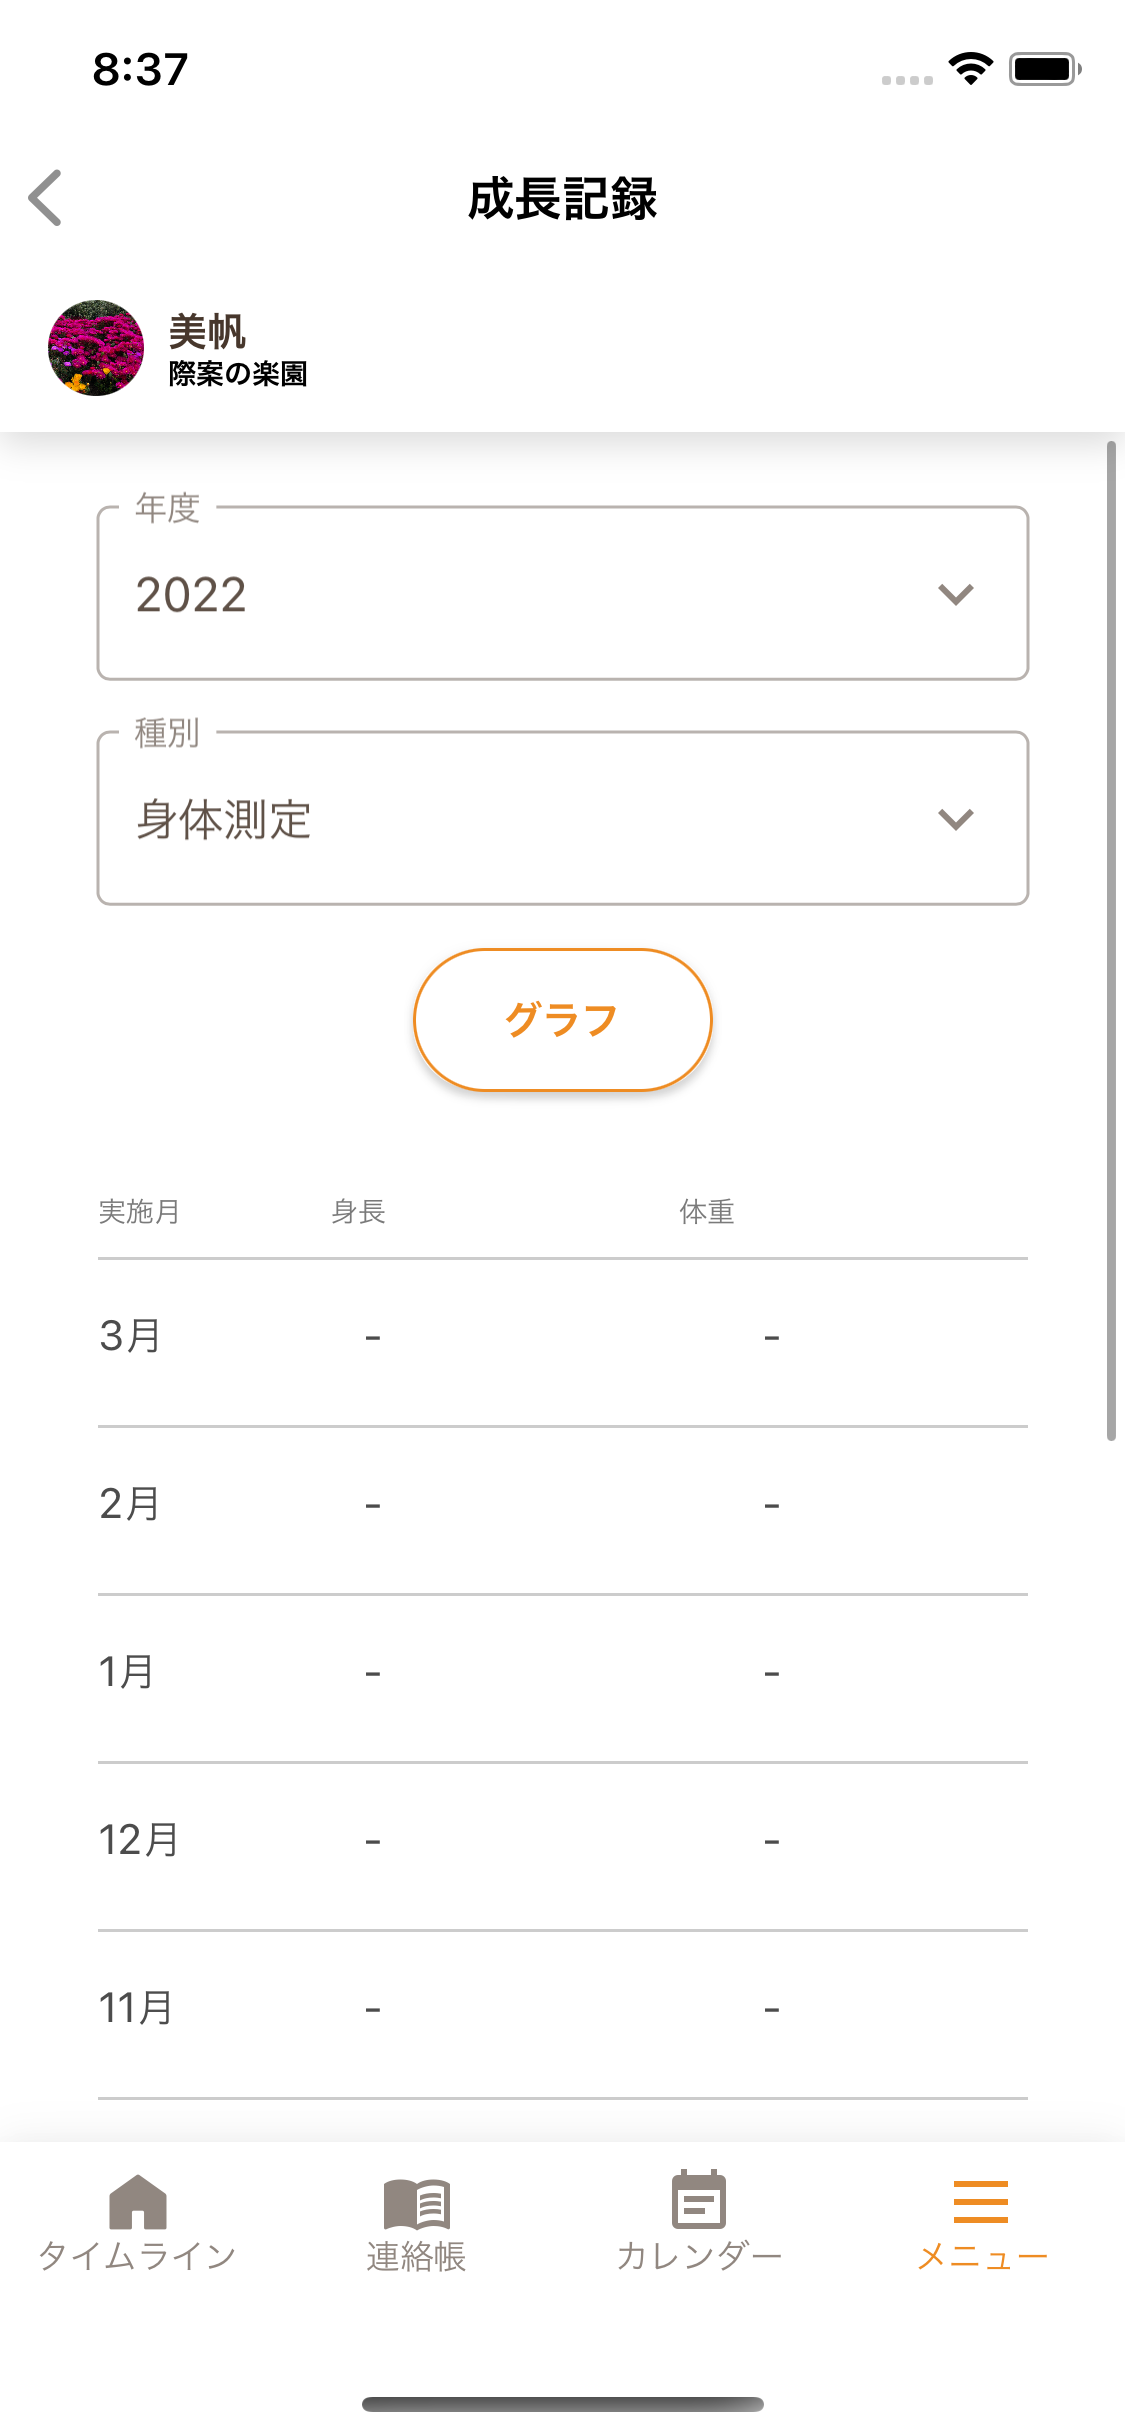 8:37
成長記録
美帆
際案の楽園
年度
2022
種別
身体測定
グラフ
実施月 身長 体重
3月 - -
2月 - -
1月 - -
12月 - -
11月 - -
タイムライン 連絡帳 カレンダー メニュー